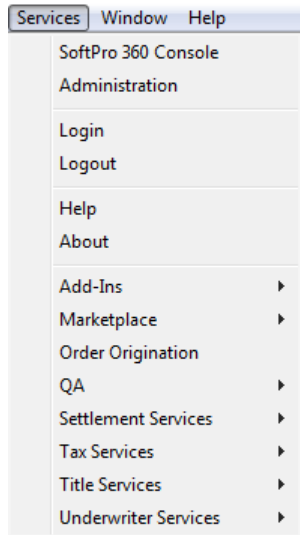 Services Window Help
SoftPro 360 Console
Administration
Login
Logout
Help
About
Add-Ins
Marketplace
Order Origination
QA
Settlement Services
Tax Services
Title Services
Underwriter Services